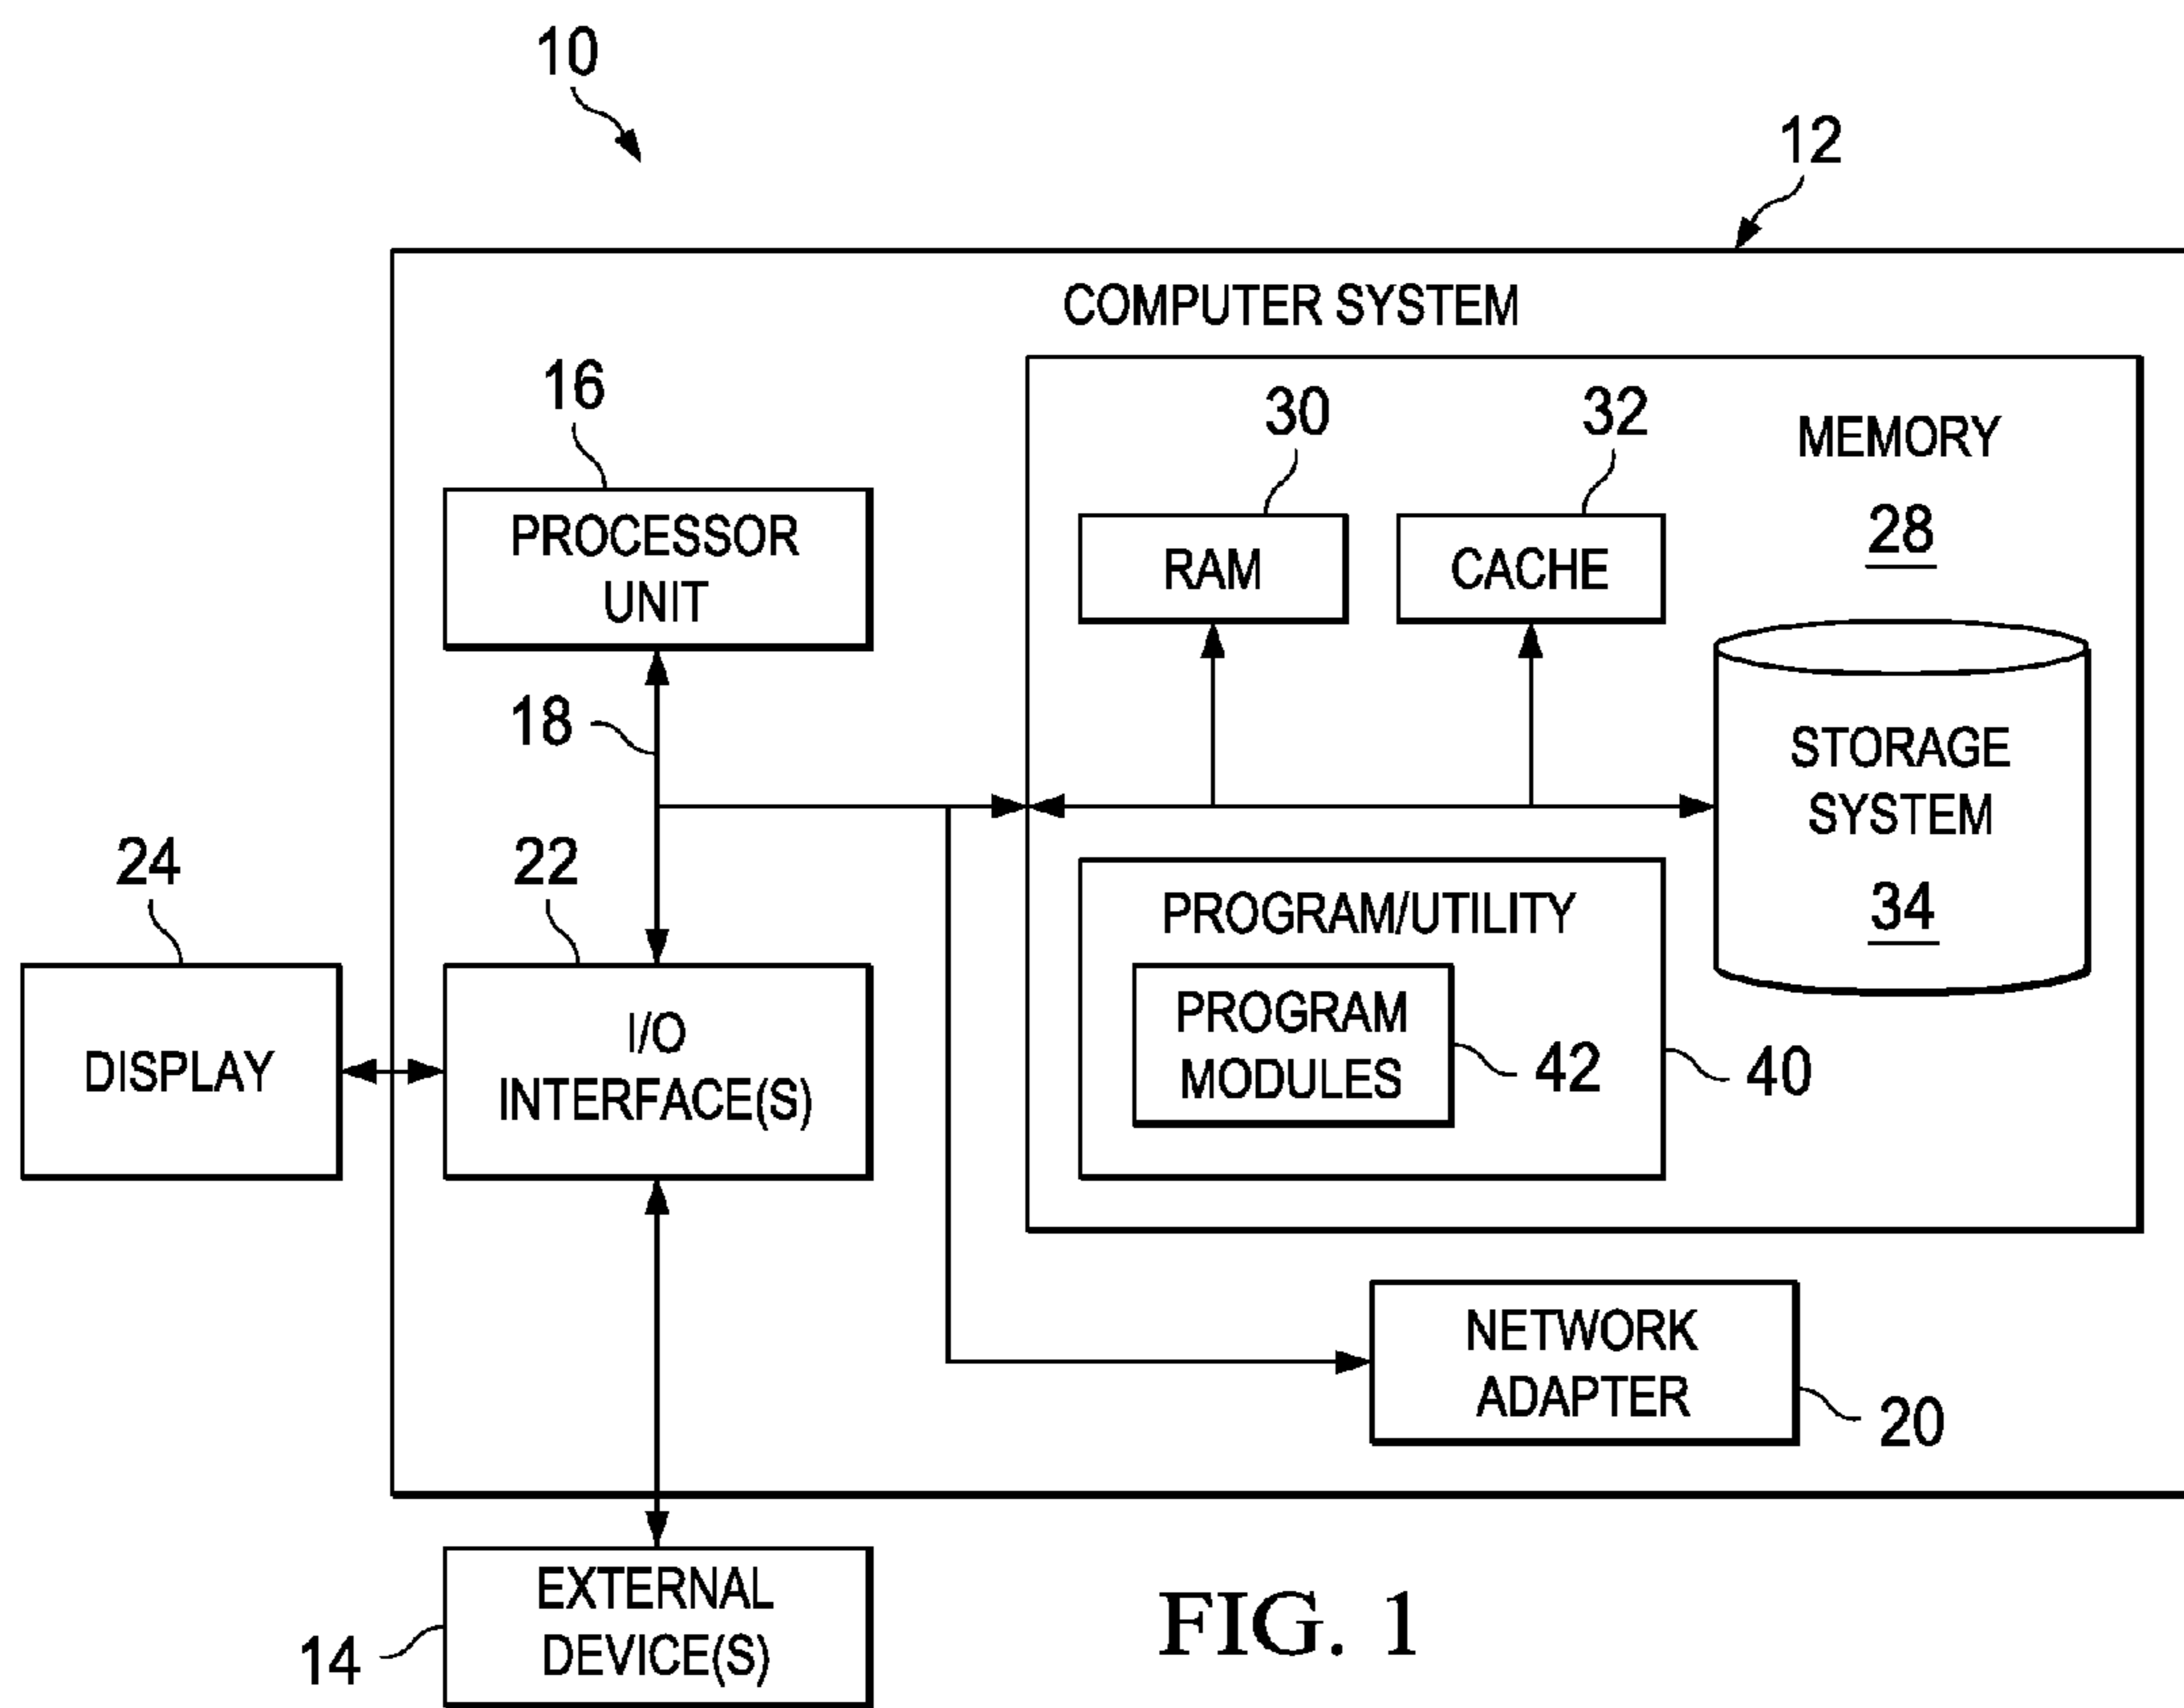 10
12
COMPUTER SYSTEM
16
PROCESSOR
UNIT
18
30
RAM
32
CACHE
MEMORY
28
STORAGE
SYSTEM
34
24
DISPLAY
22
I/O
INTERFACE(S)
PROGRAM/UTILITY
PROGRAM
MODULES
42
40
NETWORK
ADAPTER
20
EXTERNAL
DEVICE(S)
14
FIG. 1